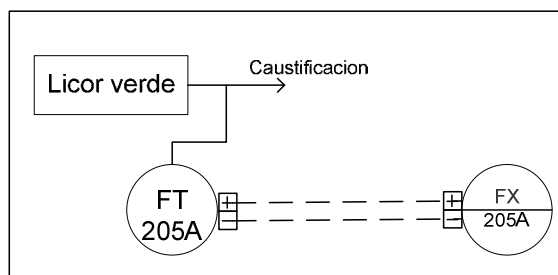 Caustificacion
Licor verde
FT
205A
+
-
+
-
FX
205A